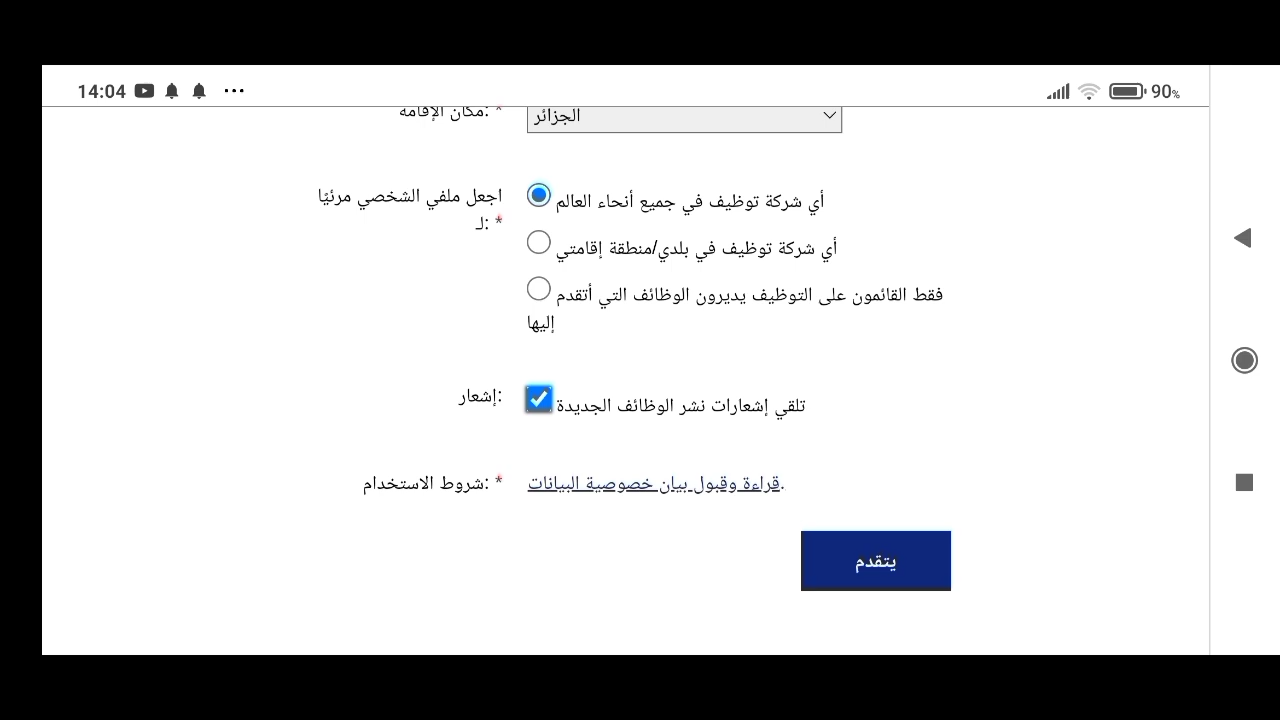 14:04
90%
مكان الإقامة: *
الجزائر
اجعل ملفي الشخصي مرئيًا
لـ: *
أي شركة توظيف في جميع أنحاء العالم
أي شركة توظيف في بلدي/منطقة إقامتي
فقط القائمون على التوظيف يديرون الوظائف التي أتقدم
إليها
إشعار:
تلقي إشعارات نشر الوظائف الجديدة
شروط الاستخدام: *
قراءة وقبول بيان خصوصية البيانات.
يتقدم